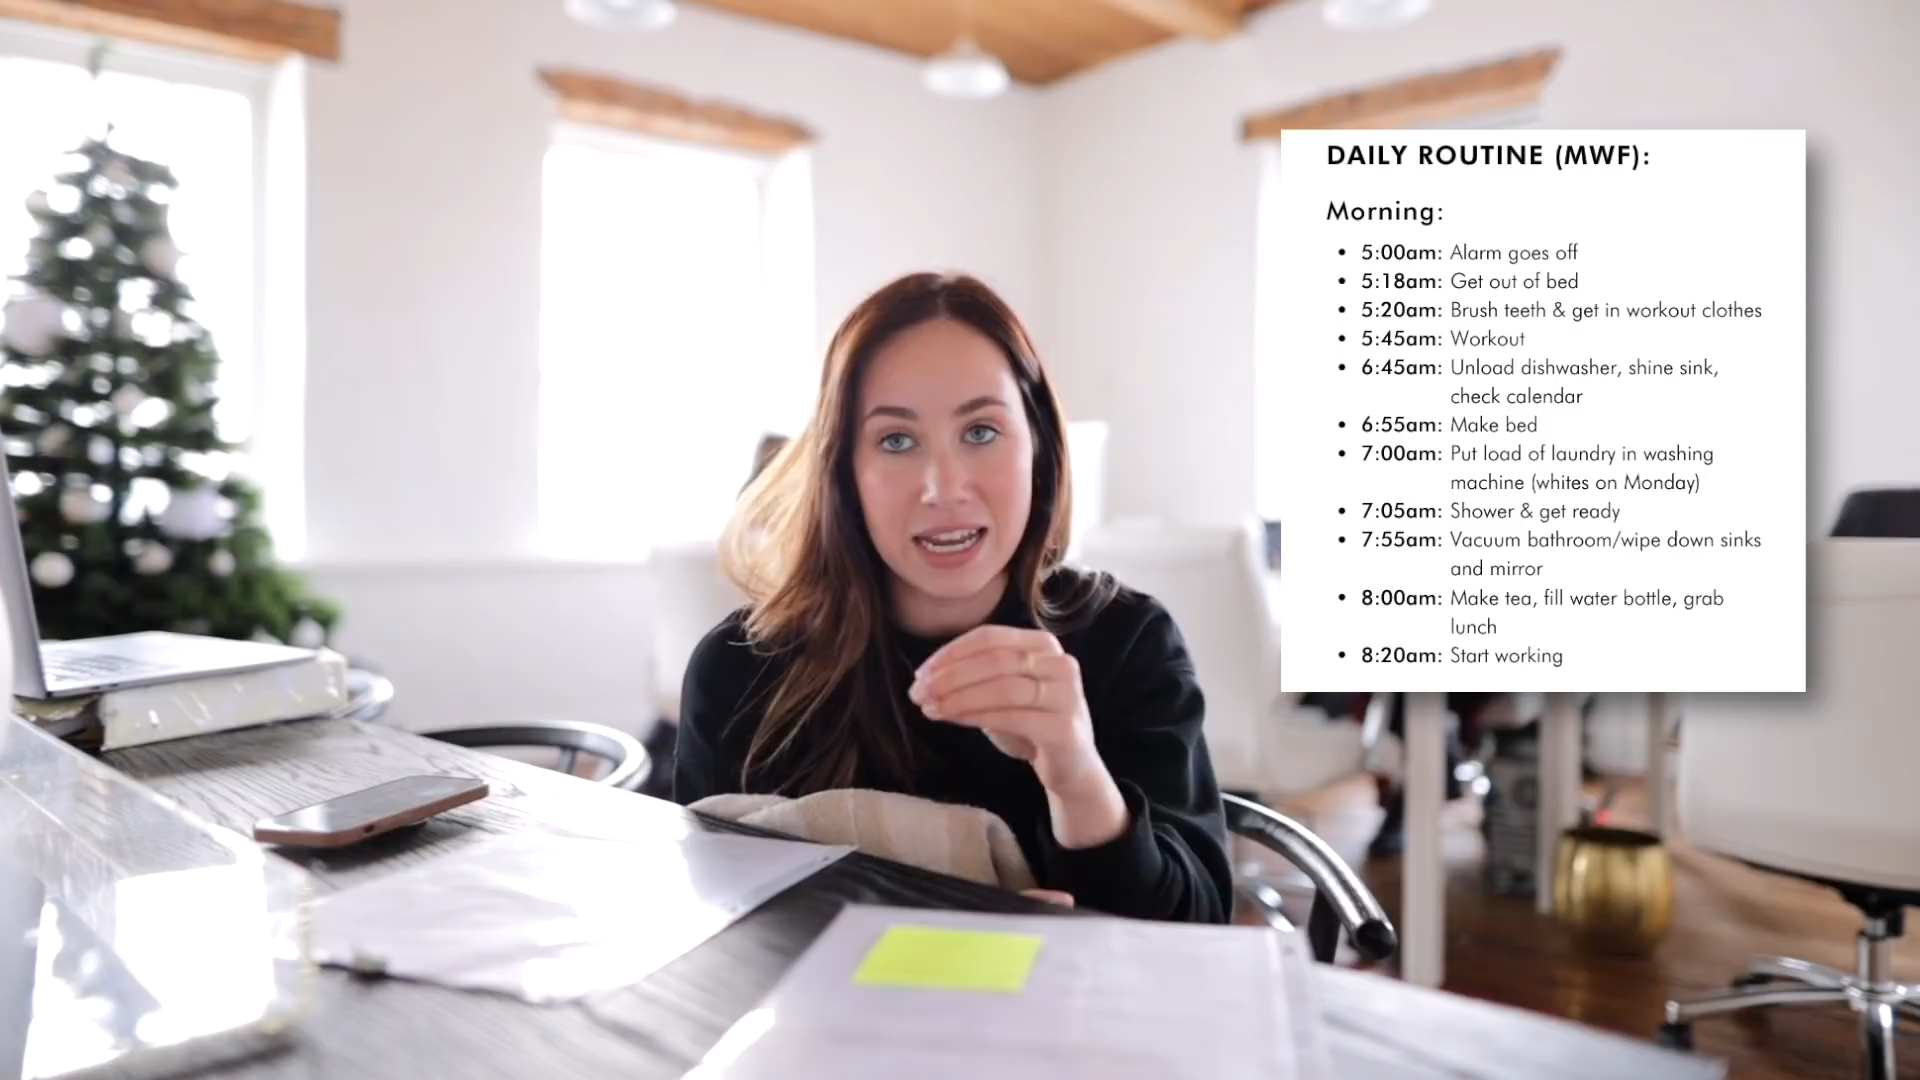 DAILY ROUTINE (MWF):
Morning:
• 5:00am: Alarm goes off
• 5:18am: Get out of bed
• 5:20am: Brush teeth & get in workout clothes
• 5:45am: Workout
• 6:45am: Unload dishwasher, shine sink,
check calendar
• 6:55am: Make bed
• 7:00am: Put load of laundry in washing
machine (whites on Monday)
• 7:05am: Shower & get ready
• 7:55am: Vacuum bathroom/wipe down sinks
and mirror
• 8:00am: Make tea, fill water bottle, grab
lunch
• 8:20am: Start working